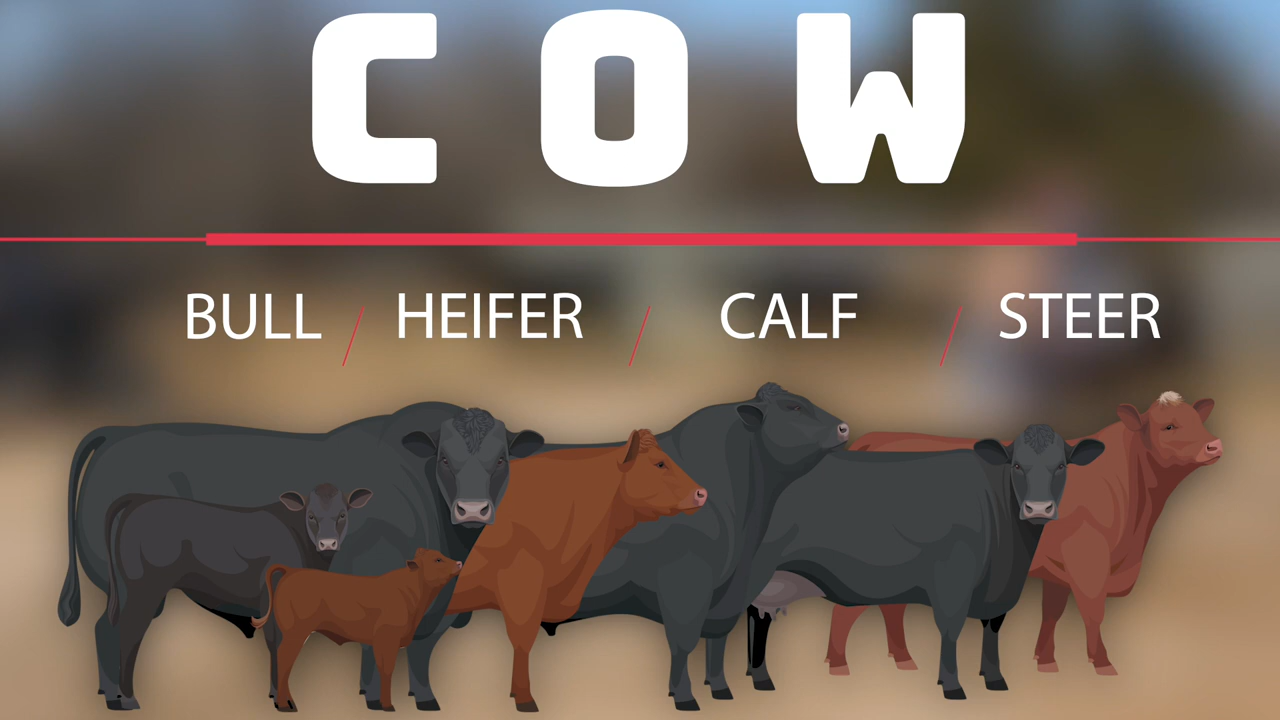 COW
BULL / HEIFER / CALF / STEER